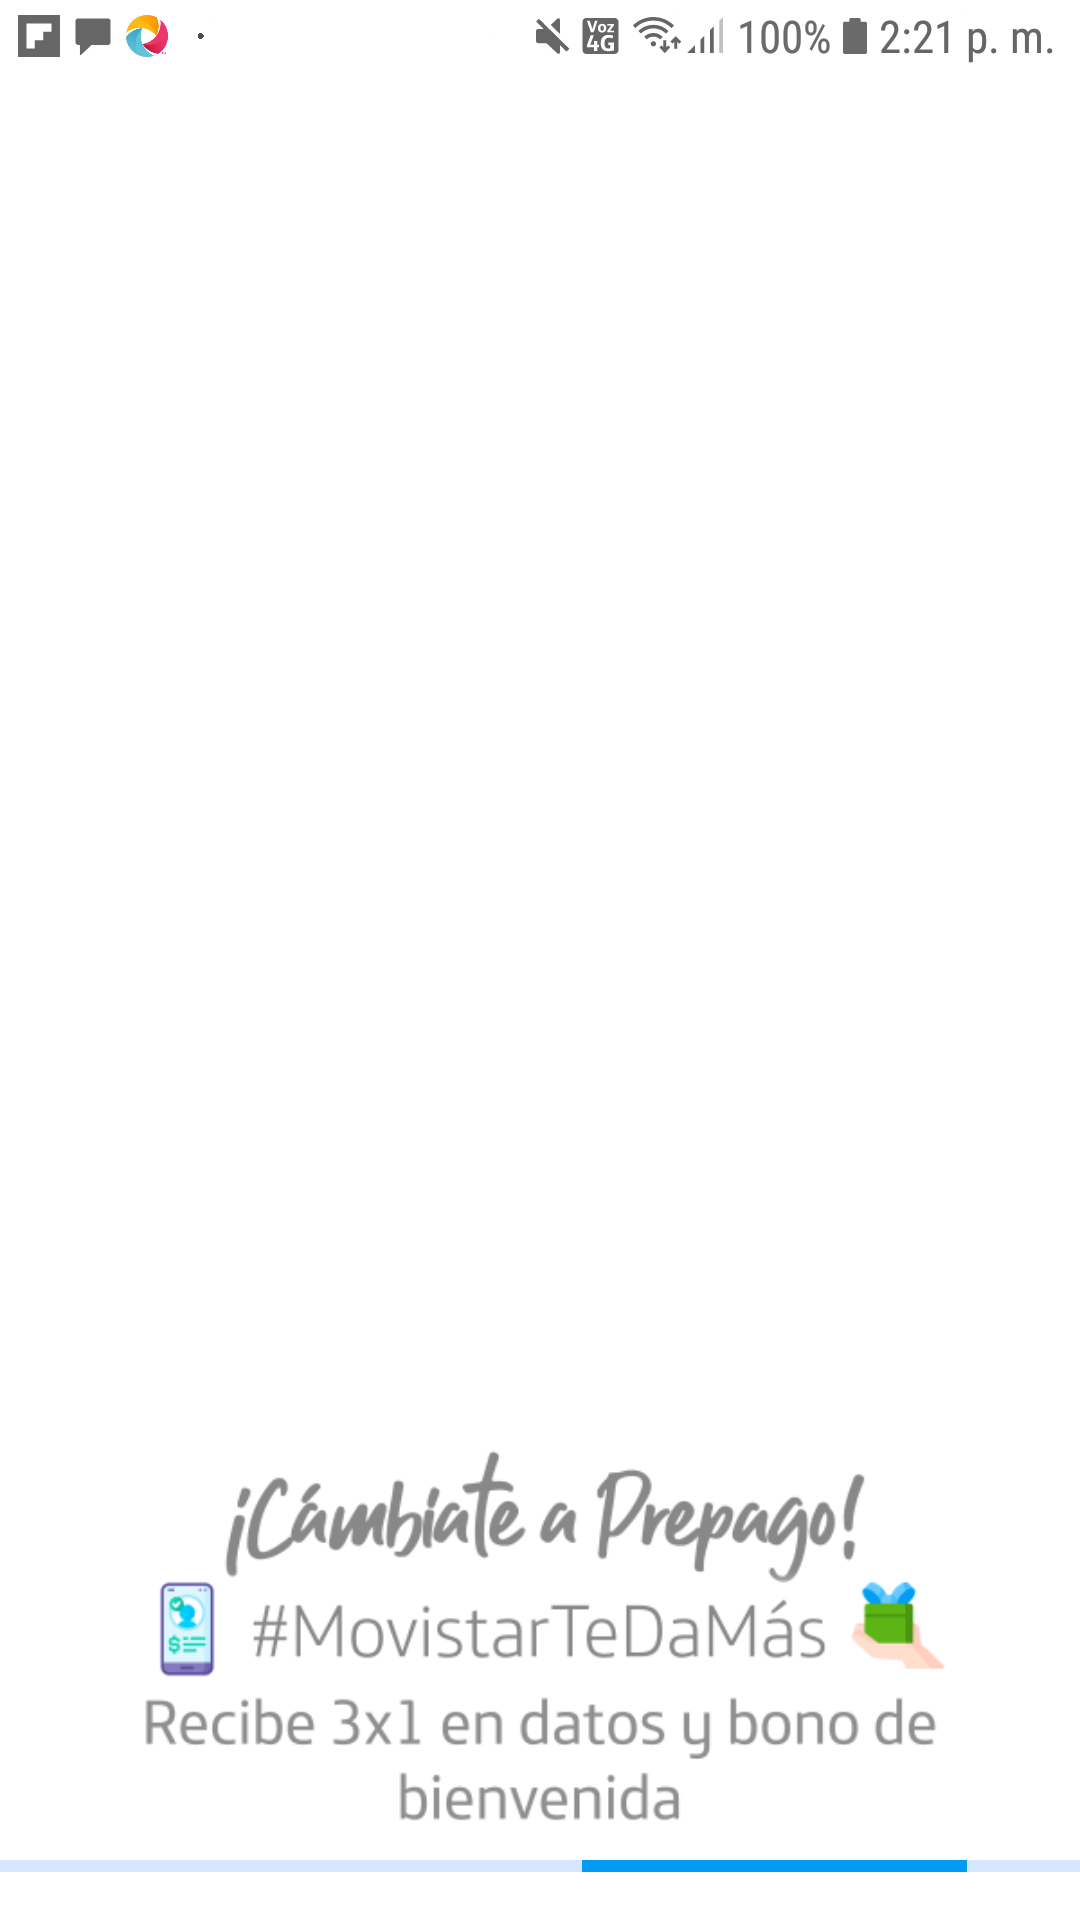 Voz 4G 100% 2:21 p. m.
¡Cámbiate a Prepago!
#MovistarTeDaMás
Recibe 3x1 en datos y bono de
bienvenida